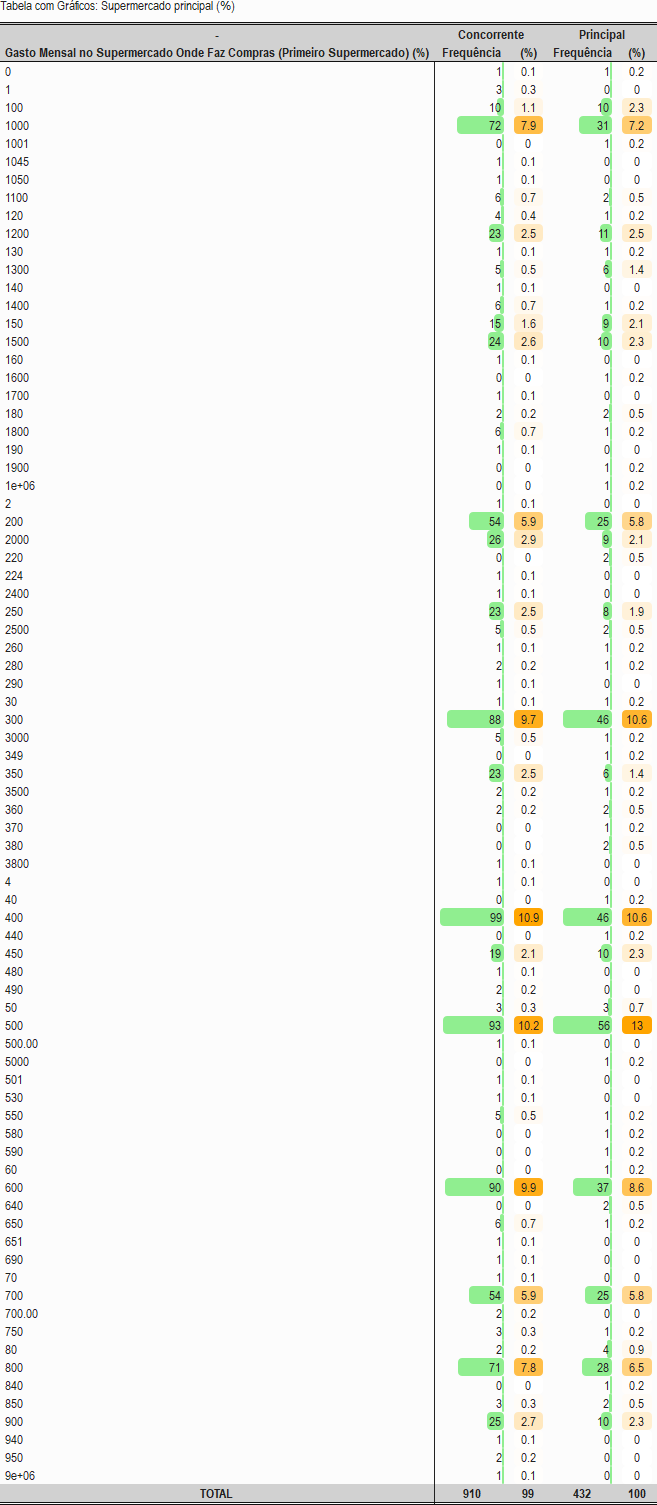 Tabela com Gráficos: Supermercado principal (%)
- Concorrente Principal
Gasto Mensal no Supermercado Onde Faz Compras (Primeiro Supermercado) (%) Frequência (%) Frequência (%)
0 1 0.1 1 0.2
1 3 0.3 0 0
100 10 1.1 10 2.3
1000 72 7.9 31 7.2
1001 0 0 1 0.2
1045 1 0.1 0 0
1050 1 0.1 0 0
1100 6 0.7 2 0.5
120 4 0.4 1 0.2
1200 23 2.5 11 2.5
130 1 0.1 1 0.2
1300 5 0.5 6 1.4
140 1 0.1 0 0
1400 6 0.7 1 0.2
150 15 1.6 9 2.1
1500 24 2.6 10 2.3
160 1 0.1 0 0
1600 0 0 1 0.2
1700 1 0.1 0 0
180 2 0.2 2 0.5
1800 6 0.7 1 0.2
190 1 0.1 0 0
1900 0 0 1 0.2
1e+06 0 0 1 0.2
2 1 0.1 0 0
200 54 5.9 25 5.8
2000 26 2.9 9 2.1
220 0 0 2 0.5
224 1 0.1 0 0
2400 1 0.1 0 0
250 23 2.5 8 1.9
2500 5 0.5 2 0.5
260 1 0.1 1 0.2
280 2 0.2 1 0.2
290 1 0.1 0 0
30 1 0.1 1 0.2
300 88 9.7 46 10.6
3000 5 0.5 1 0.2
349 0 0 1 0.2
350 23 2.5 6 1.4
3500 2 0.2 1 0.2
360 2 0.2 2 0.5
370 0 0 1 0.2
380 0 0 2 0.5
3800 1 0.1 0 0
4 1 0.1 0 0
40 0 0 1 0.2
400 99 10.9 46 10.6
440 0 0 1 0.2
450 19 2.1 10 2.3
480 1 0.1 0 0
490 2 0.2 0 0
50 3 0.3 3 0.7
500 93 10.2 56 13
500.00 1 0.1 0 0
5000 0 0 1 0.2
501 1 0.1 0 0
530 1 0.1 0 0
550 5 0.5 1 0.2
580 0 0 1 0.2
590 0 0 1 0.2
60 0 0 1 0.2
600 90 9.9 37 8.6
640 0 0 2 0.5
650 6 0.7 1 0.2
651 1 0.1 0 0
690 1 0.1 0 0
70 1 0.1 0 0
700 54 5.9 25 5.8
700.00 2 0.2 0 0
750 3 0.3 1 0.2
80 2 0.2 4 0.9
800 71 7.8 28 6.5
840 0 0 1 0.2
850 3 0.3 2 0.5
900 25 2.7 10 2.3
940 1 0.1 0 0
950 2 0.2 0 0
9e+06 1 0.1 0 0
TOTAL 910 99 432 100